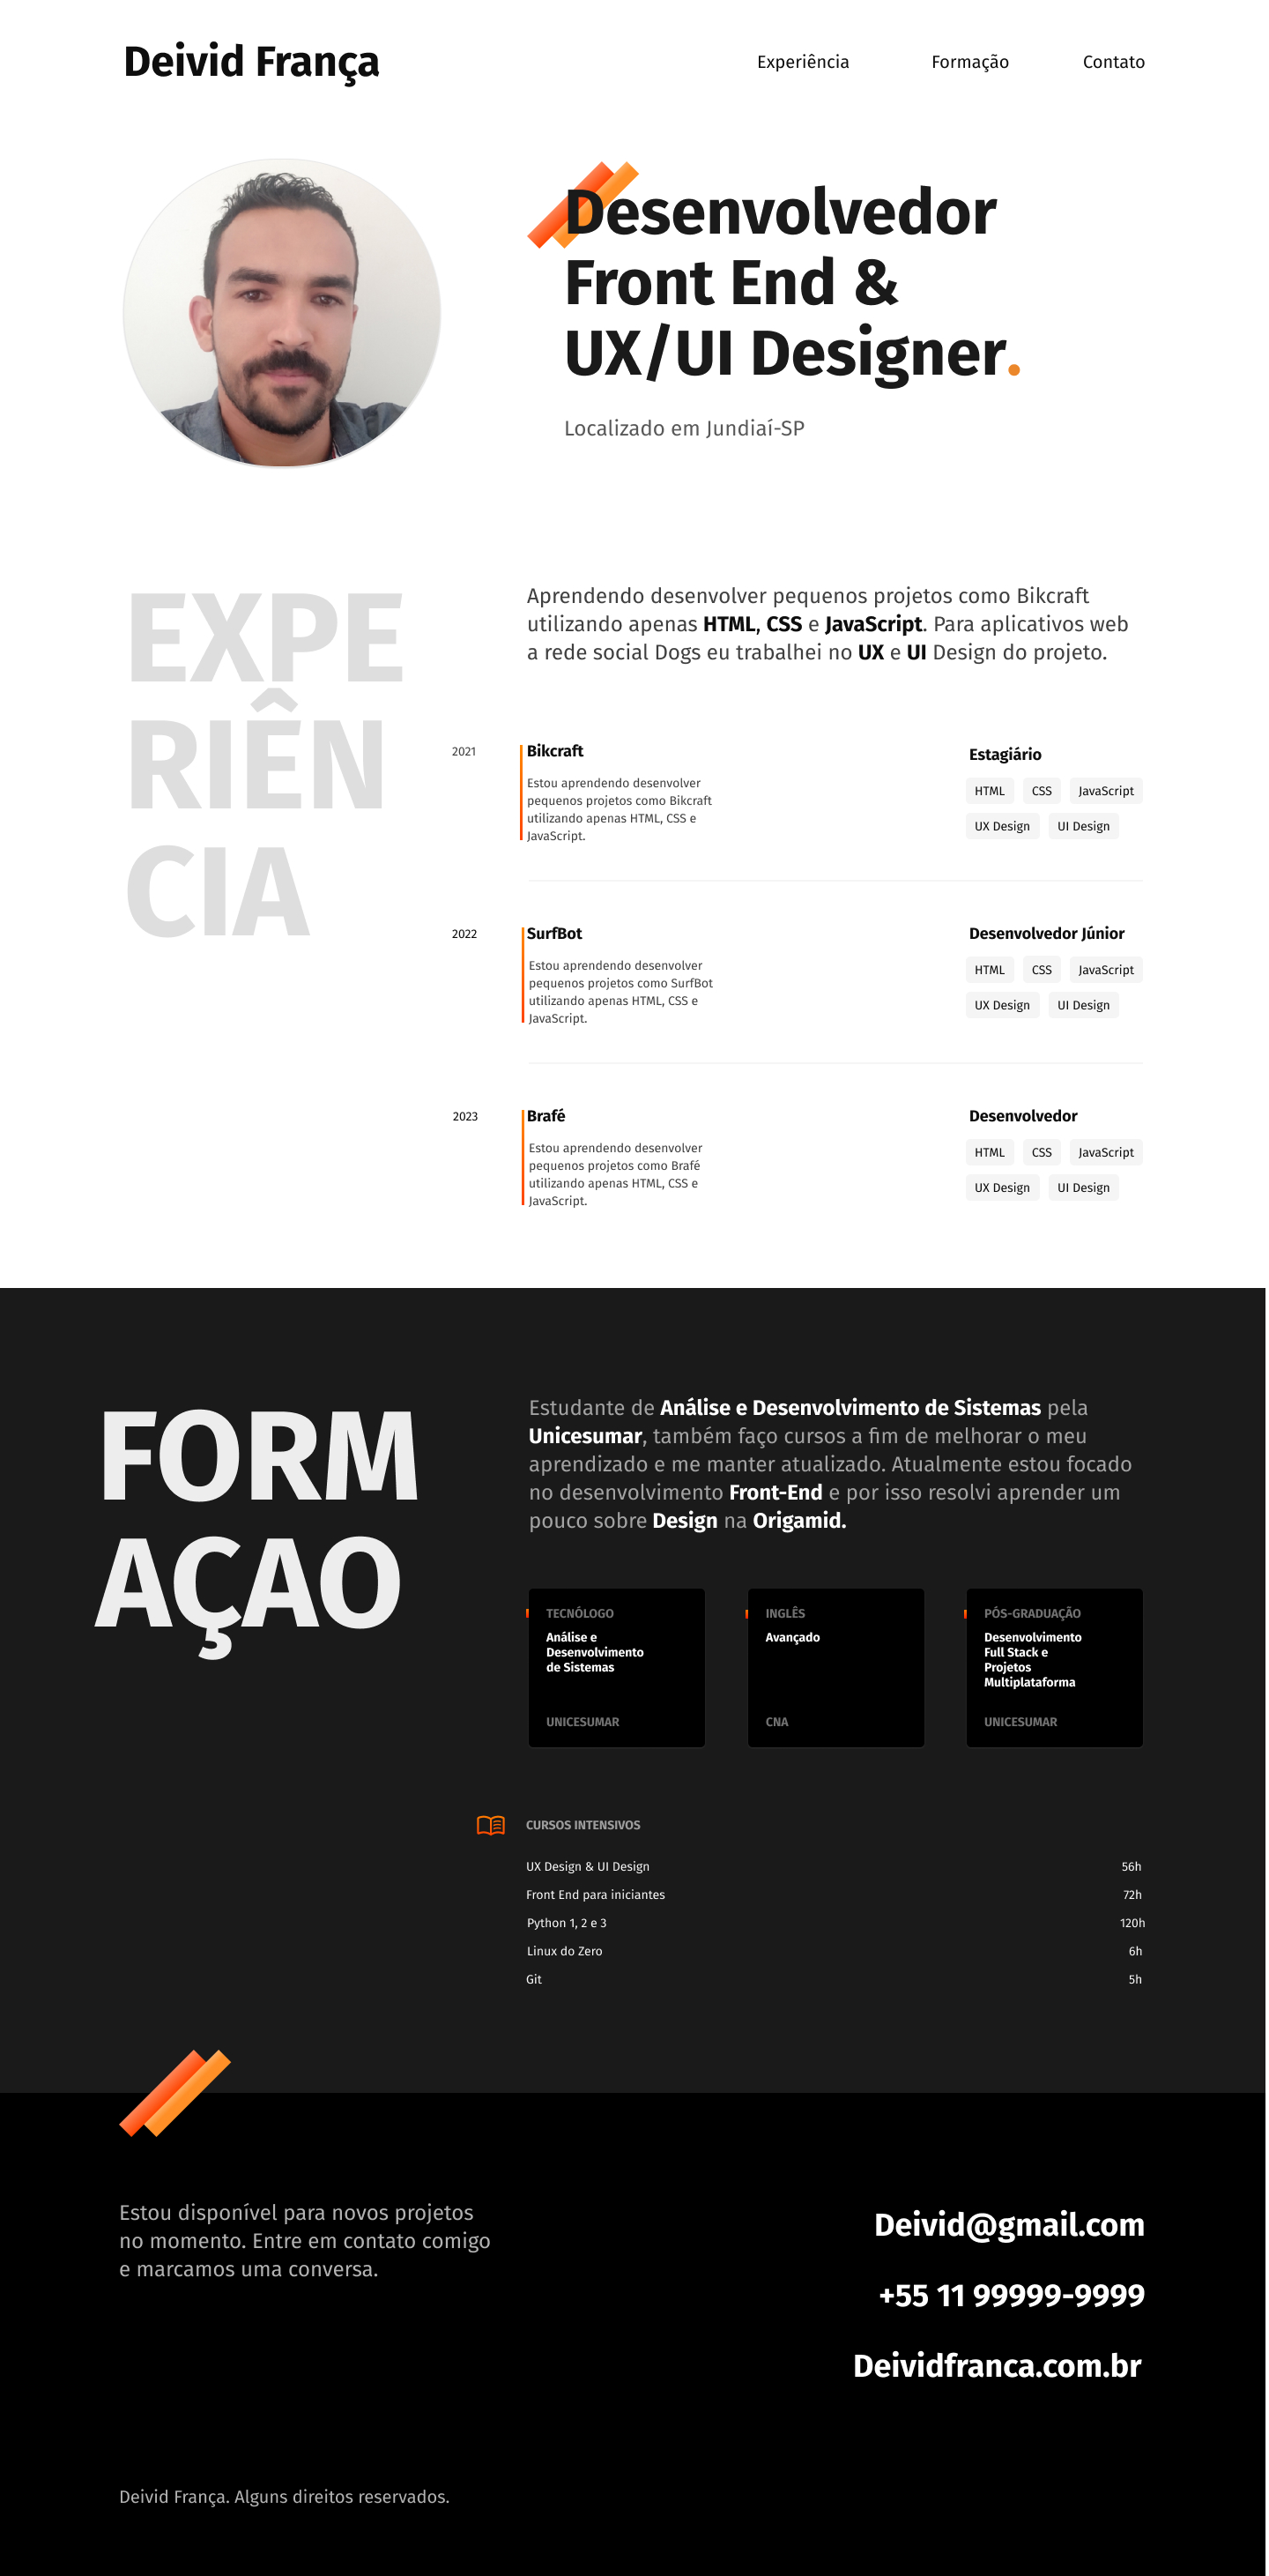 Deivid França
Experiência
Formação
Contato
Desenvolvedor
Front End &
UX/UI Designer.
Localizado em Jundiaí-SP
EXPE
RIÊN
CIA
Aprendendo desenvolver pequenos projetos como Bikcraft
utilizando apenas HTML, CSS e JavaScript. Para aplicativos web
a rede social Dogs eu trabalhei no UX e UI Design do projeto.
2021
Bikcraft
Estou aprendendo desenvolver
pequenos projetos como Bikcraft
utilizando apenas HTML, CSS e
JavaScript.
Estagiário
HTML
CSS
JavaScript
UX Design
UI Design
2022
SurfBot
Estou aprendendo desenvolver
pequenos projetos como SurfBot
utilizando apenas HTML, CSS e
JavaScript.
Desenvolvedor Júnior
HTML
CSS
JavaScript
UX Design
UI Design
2023
Brafé
Estou aprendendo desenvolver
pequenos projetos como Brafé
utilizando apenas HTML, CSS e
JavaScript.
Desenvolvedor
HTML
CSS
JavaScript
UX Design
UI Design
FORM
AÇAO
Estudante de Análise e Desenvolvimento de Sistemas pela
Unicesumar, também faço cursos a fim de melhorar o meu
aprendizado e me manter atualizado. Atualmente estou focado
no desenvolvimento Front-End e por isso resolvi aprender um
pouco sobre Design na Origamid.
TECNÓLOGO
Análise e
Desenvolvimento
de Sistemas
UNICESUMAR
INGLÊS
Avançado
CNA
PÓS-GRADUAÇÃO
Desenvolvimento
Full Stack e
Projetos
Multiplataforma
UNICESUMAR
CURSOS INTENSIVOS
UX Design & UI Design 56h
Front End para iniciantes 72h
Python 1, 2 e 3 120h
Linux do Zero 6h
Git 5h
Estou disponível para novos projetos
no momento. Entre em contato comigo
e marcamos uma conversa.
Deivid@gmail.com
+55 11 99999-9999
Deividfranca.com.br
Deivid França. Alguns direitos reservados.